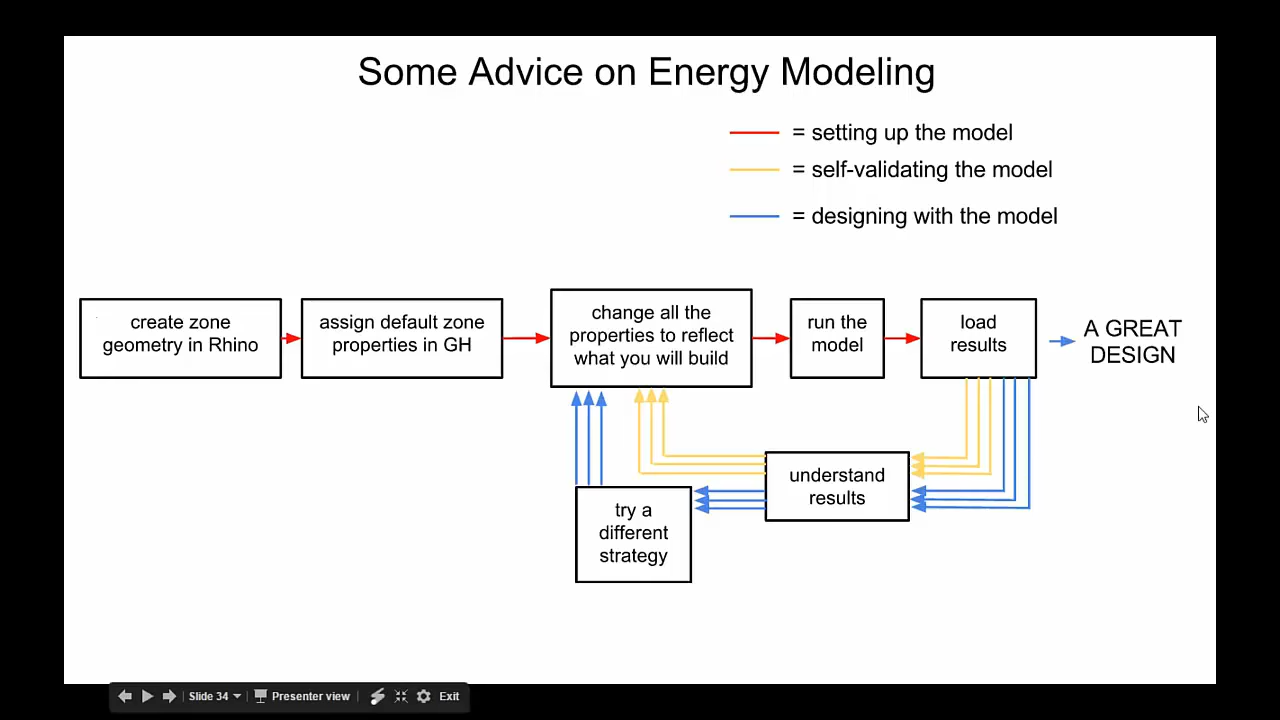 Some Advice on Energy Modeling
= setting up the model
= self-validating the model
= designing with the model
create zone
geometry in Rhino
assign default zone
properties in GH
change all the
properties to reflect
what you will build
run the
model
load
results
A GREAT
DESIGN
understand
results
try a
different
strategy
Slide 34
Presenter view
Exit